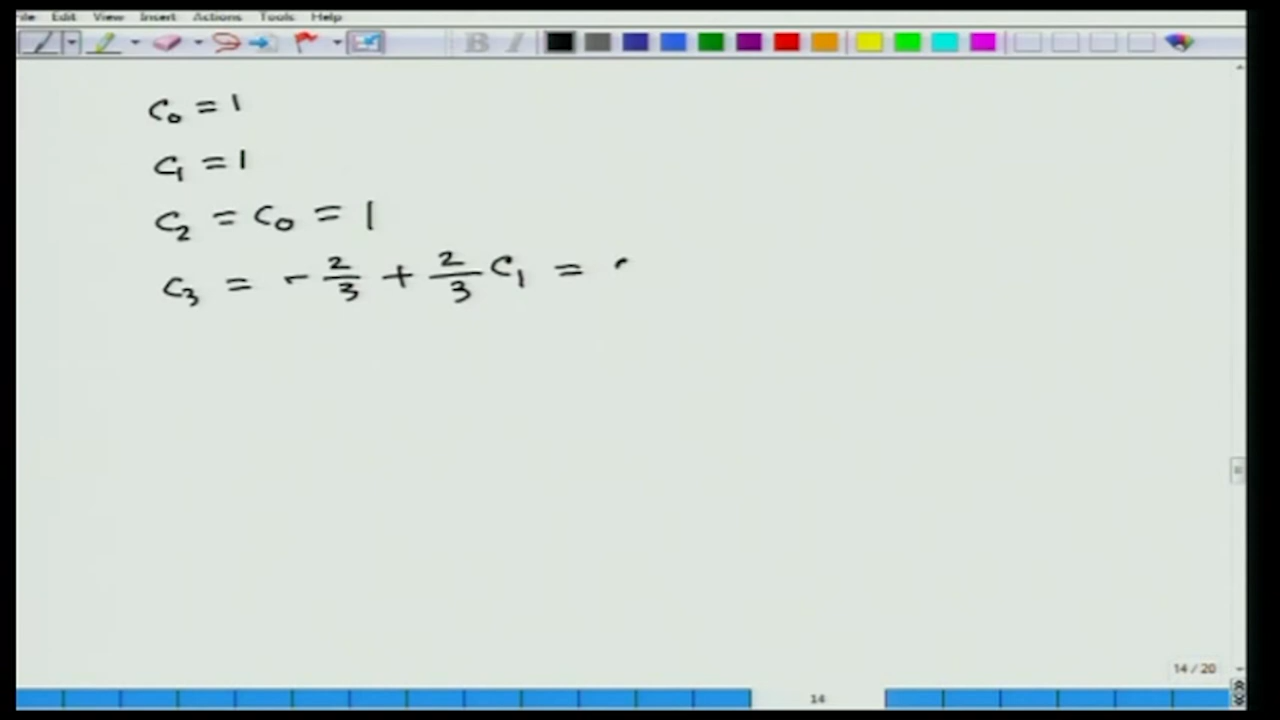 File Edit View Insert Actions Tools Help
B I
c₀ = 1
c₁ = 1
c₂ = c₀ = 1
c₃ = - 2/3 + 2/3 c₁ =
14 / 20
14